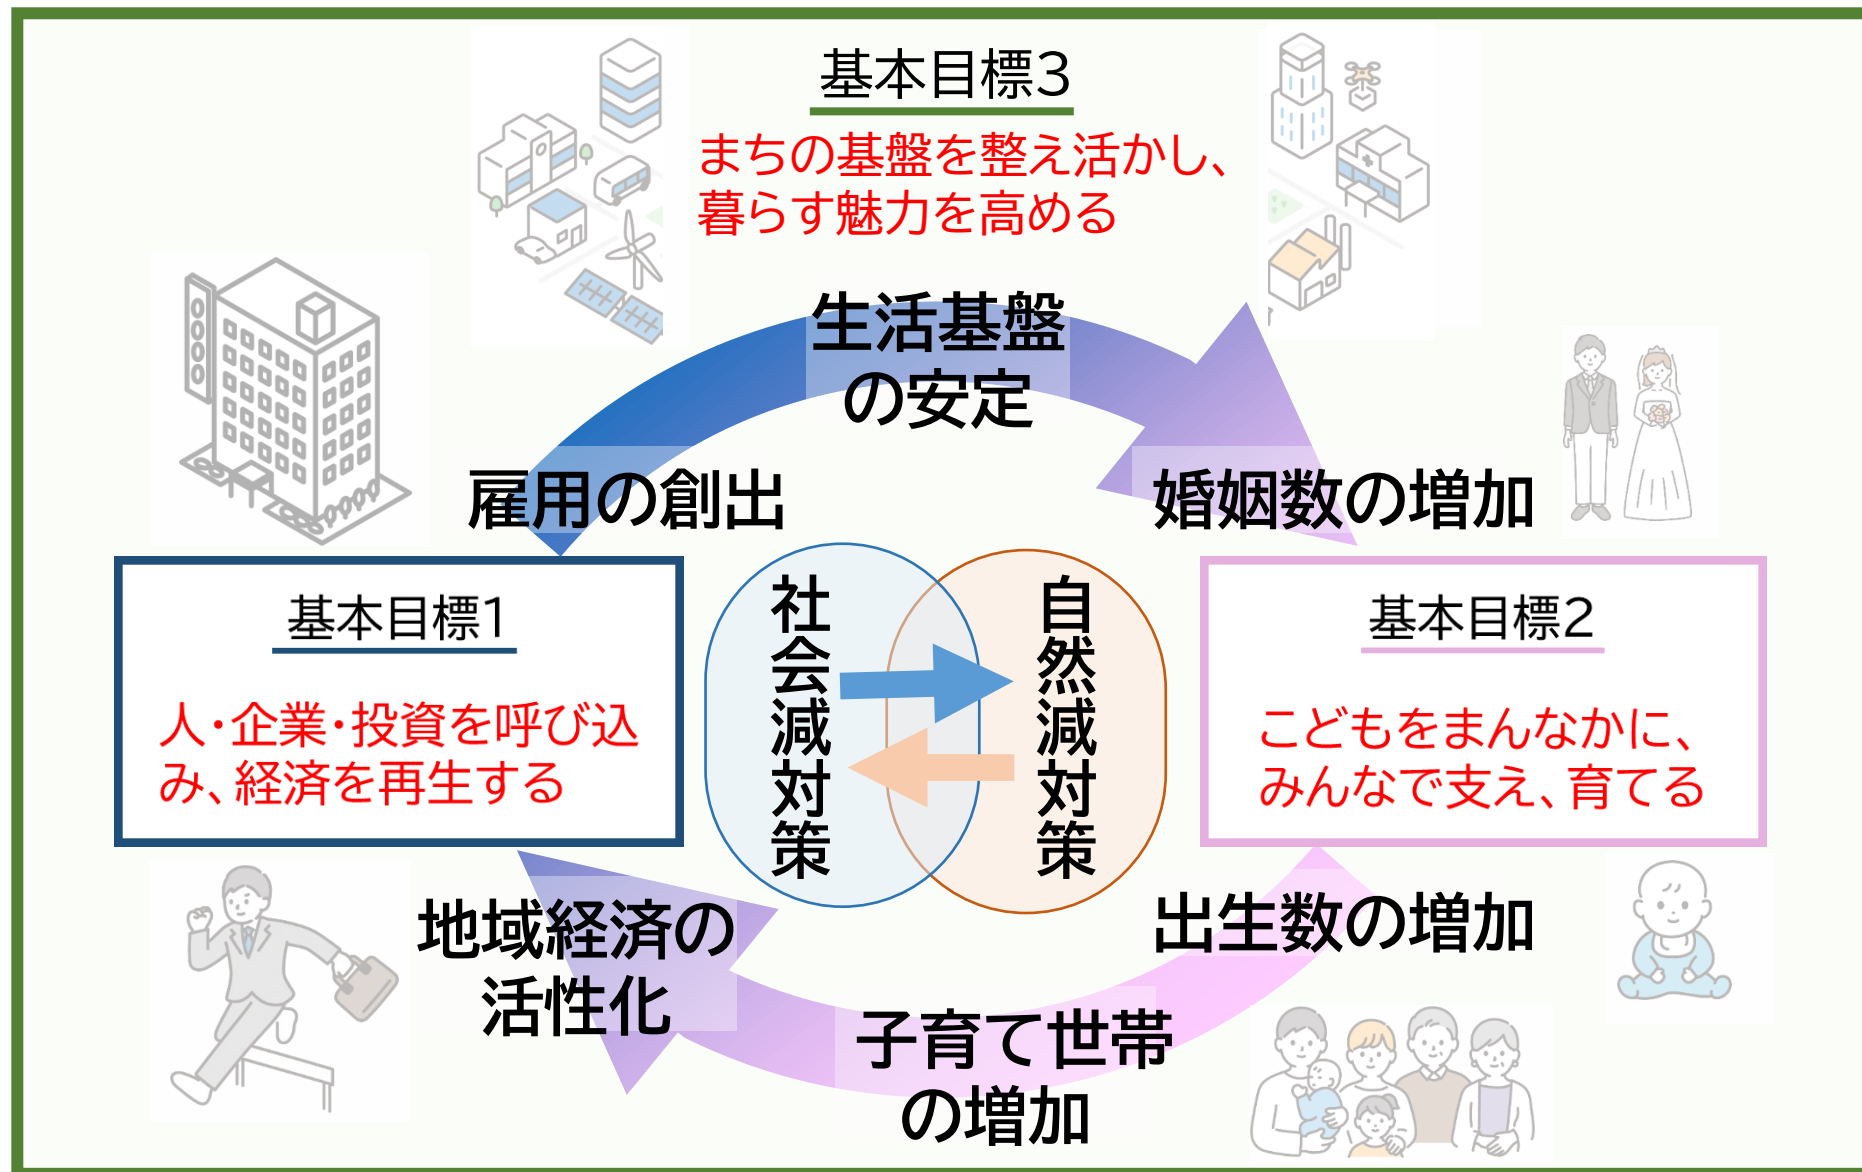 基本目標3
まちの基盤を整え活かし、
暮らす魅力を高める
生活基盤
の安定
雇用の創出
婚姻数の増加
基本目標1
人・企業・投資を呼び込
み、経済を再生する
社会減対策
自然減対策
基本目標2
こどもをまんなかに、
みんなで支え、育てる
地域経済の
活性化
出生数の増加
子育て世帯
の増加